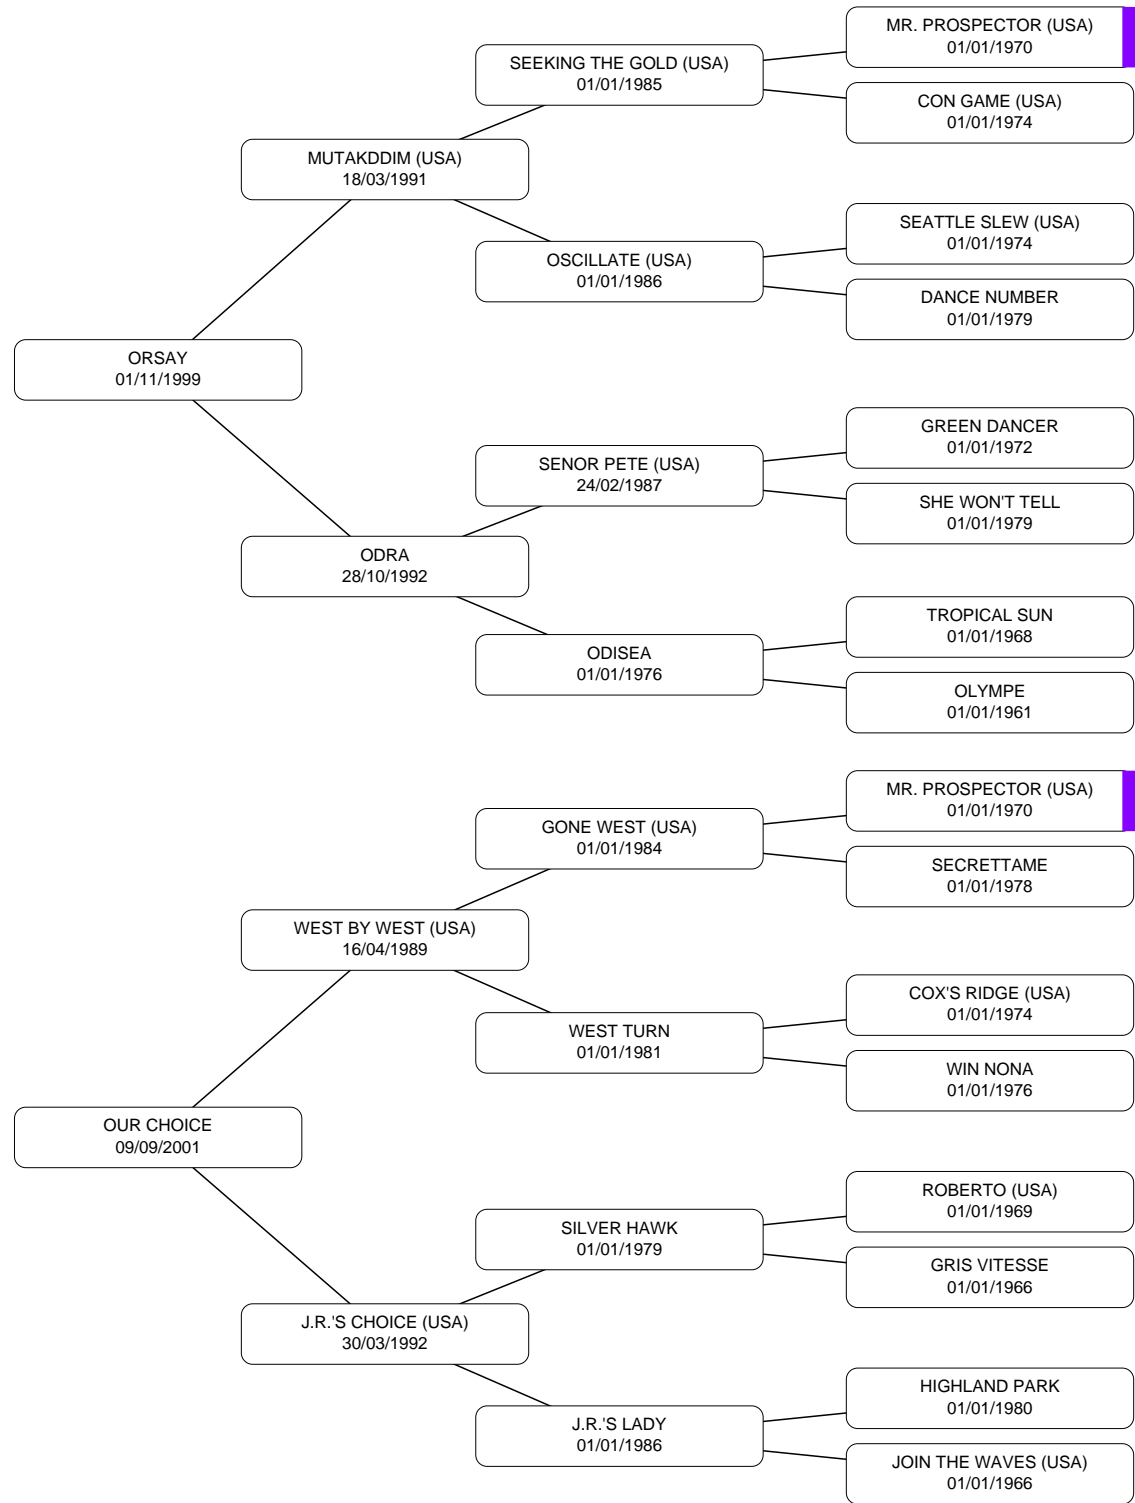 MR. PROSPECTOR (USA)
01/01/1970
SEEKING THE GOLD (USA)
01/01/1985
CON GAME (USA)
01/01/1974
MUTAKDDIM (USA)
18/03/1991
SEATTLE SLEW (USA)
01/01/1974
OSCILLATE (USA)
01/01/1986
DANCE NUMBER
01/01/1979
ORSAY
01/11/1999
GREEN DANCER
01/01/1972
SENOR PETE (USA)
24/02/1987
SHE WON'T TELL
01/01/1979
ODRA
28/10/1992
TROPICAL SUN
01/01/1968
ODISEA
01/01/1976
OLYMPE
01/01/1961
MR. PROSPECTOR (USA)
01/01/1970
GONE WEST (USA)
01/01/1984
SECRETTAME
01/01/1978
WEST BY WEST (USA)
16/04/1989
COX'S RIDGE (USA)
01/01/1974
WEST TURN
01/01/1981
WIN NONA
01/01/1976
OUR CHOICE
09/09/2001
ROBERTO (USA)
01/01/1969
SILVER HAWK
01/01/1979
GRIS VITESSE
01/01/1966
J.R.'S CHOICE (USA)
30/03/1992
HIGHLAND PARK
01/01/1980
J.R.'S LADY
01/01/1986
JOIN THE WAVES (USA)
01/01/1966